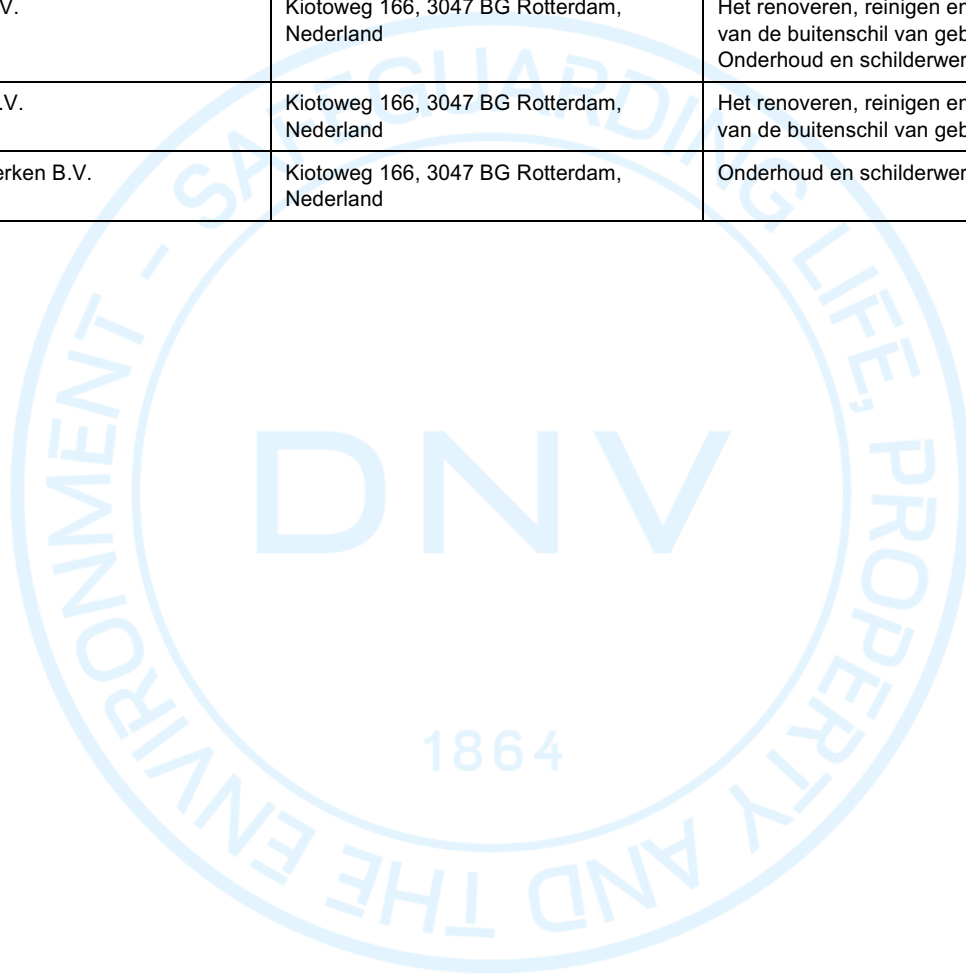 .V.
Kiotoweg 166, 3047 BG Rotterdam,
Nederland
Het renoveren, reinigen en
van de buitenschil van geb
Onderhoud en schilderwer
.V.
Kiotoweg 166, 3047 BG Rotterdam,
Nederland
Het renoveren, reinigen en
van de buitenschil van geb
erken B.V.
Kiotoweg 166, 3047 BG Rotterdam,
Nederland
Onderhoud en schilderwer
SAFEGUARDING LIFE, PROPERTY AND THE ENVIRONMENT -
DNV
1864